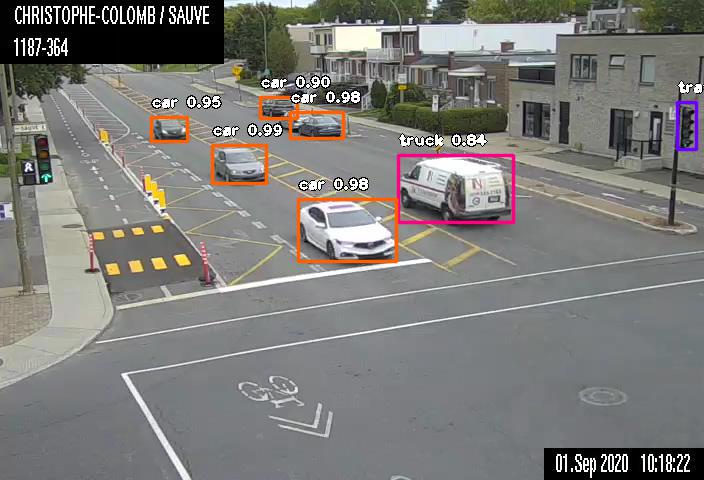 CHRISTOPHE-COLOMB / SAUVE
1187-364
car 0.90
car 0.95
car 0.98
tra
car 0.99
truck 0.84
car 0.98
N
01.Sep 2020 10:18:22